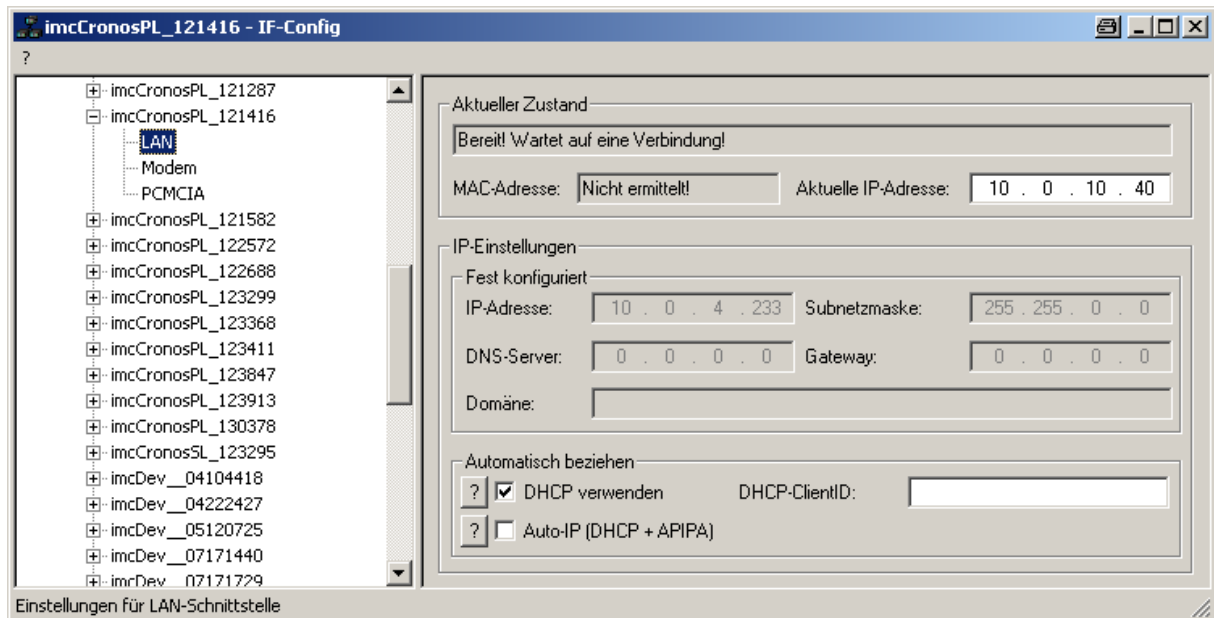 imcCronosPL_121416 - IF-Config
?
imcCronosPL_121287
imcCronosPL_121416
LAN
Modem
PCMCIA
imcCronosPL_121582
imcCronosPL_122572
imcCronosPL_122688
imcCronosPL_123299
imcCronosPL_123368
imcCronosPL_123411
imcCronosPL_123847
imcCronosPL_123913
imcCronosPL_130378
imcCronosSL_123295
imcDev__04104418
imcDev__04222427
imcDev__05120725
imcDev__07171440
imcDev__07171729
Aktueller Zustand
Bereit! Wartet auf eine Verbindung!
MAC-Adresse: Nicht ermittelt! Aktuelle IP-Adresse: 10 . 0 . 10 . 40
IP-Einstellungen
Fest konfiguriert
IP-Adresse: 10 . 0 . 4 . 233 Subnetzmaske: 255 . 255 . 0 . 0
DNS-Server: 0 . 0 . 0 . 0 Gateway: 0 . 0 . 0 . 0
Domäne:
Automatisch beziehen
? DHCP verwenden DHCP-ClientID:
? Auto-IP (DHCP + APIPA)
Einstellungen für LAN-Schnittstelle